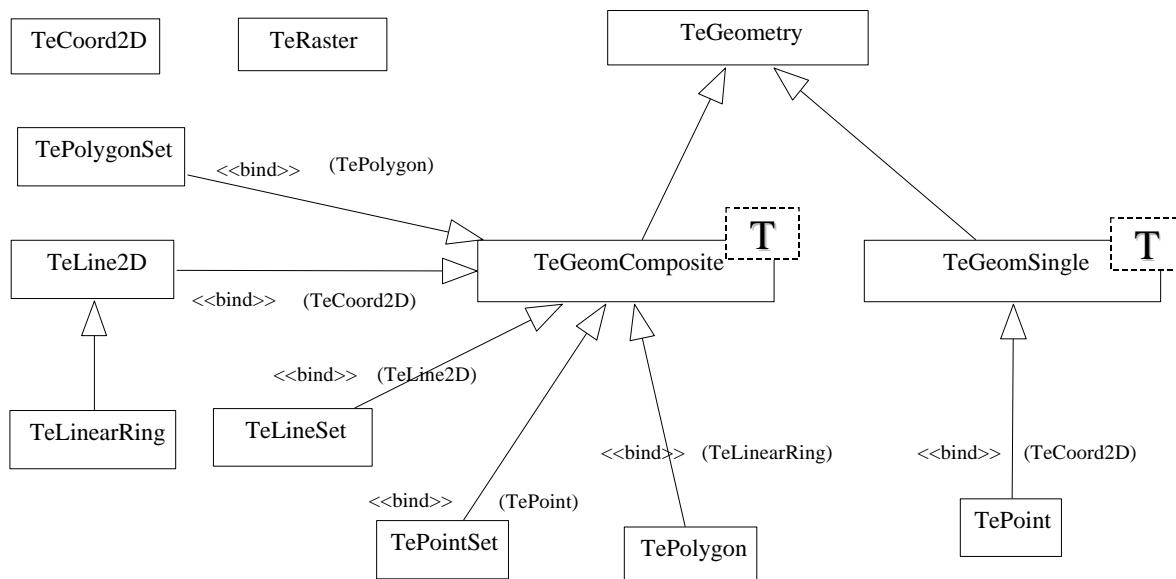 TeCoord2D
TeRaster
TeGeometry
TePolygonSet
<<bind>> (TePolygon)
T
T
TeLine2D
TeGeomComposite
TeGeomSingle
<<bind>> (TeCoord2D)
<<bind>> (TeLine2D)
TeLinearRing
TeLineSet
<<bind>> (TeLinearRing)
<<bind>> (TeCoord2D)
<<bind>> (TePoint)
TePoint
TePointSet
TePolygon